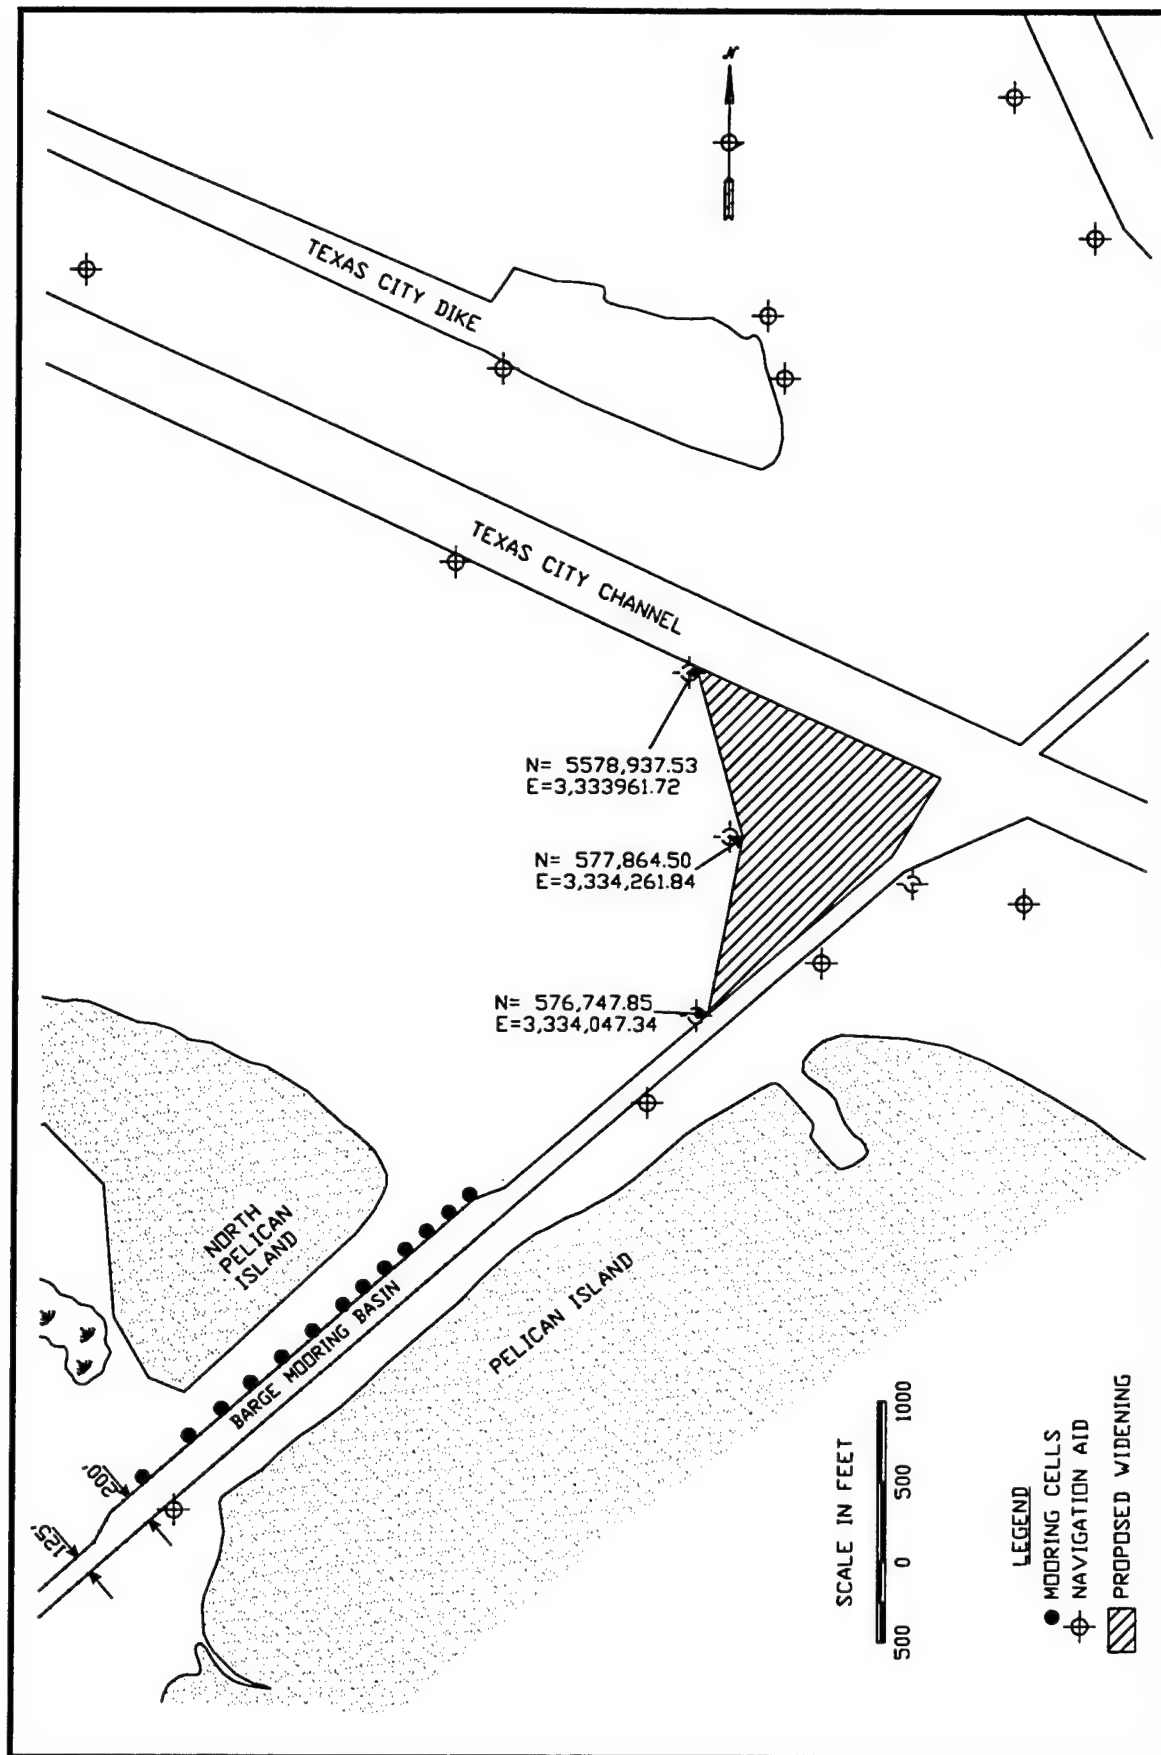 N
TEXAS CITY DIKE
TEXAS CITY CHANNEL
N= 5578,937.53
E=3,333961.72
N= 577,864.50
E=3,334,261.84
N= 576,747.85
E=3,334,047.34
NORTH
PELICAN
ISLAND
BARGE MOORING BASIN
PELICAN ISLAND
200'
125'
SCALE IN FEET
500 0 500 1000
LEGEND
MOORING CELLS
NAVIGATION AID
PROPOSED WIDENING